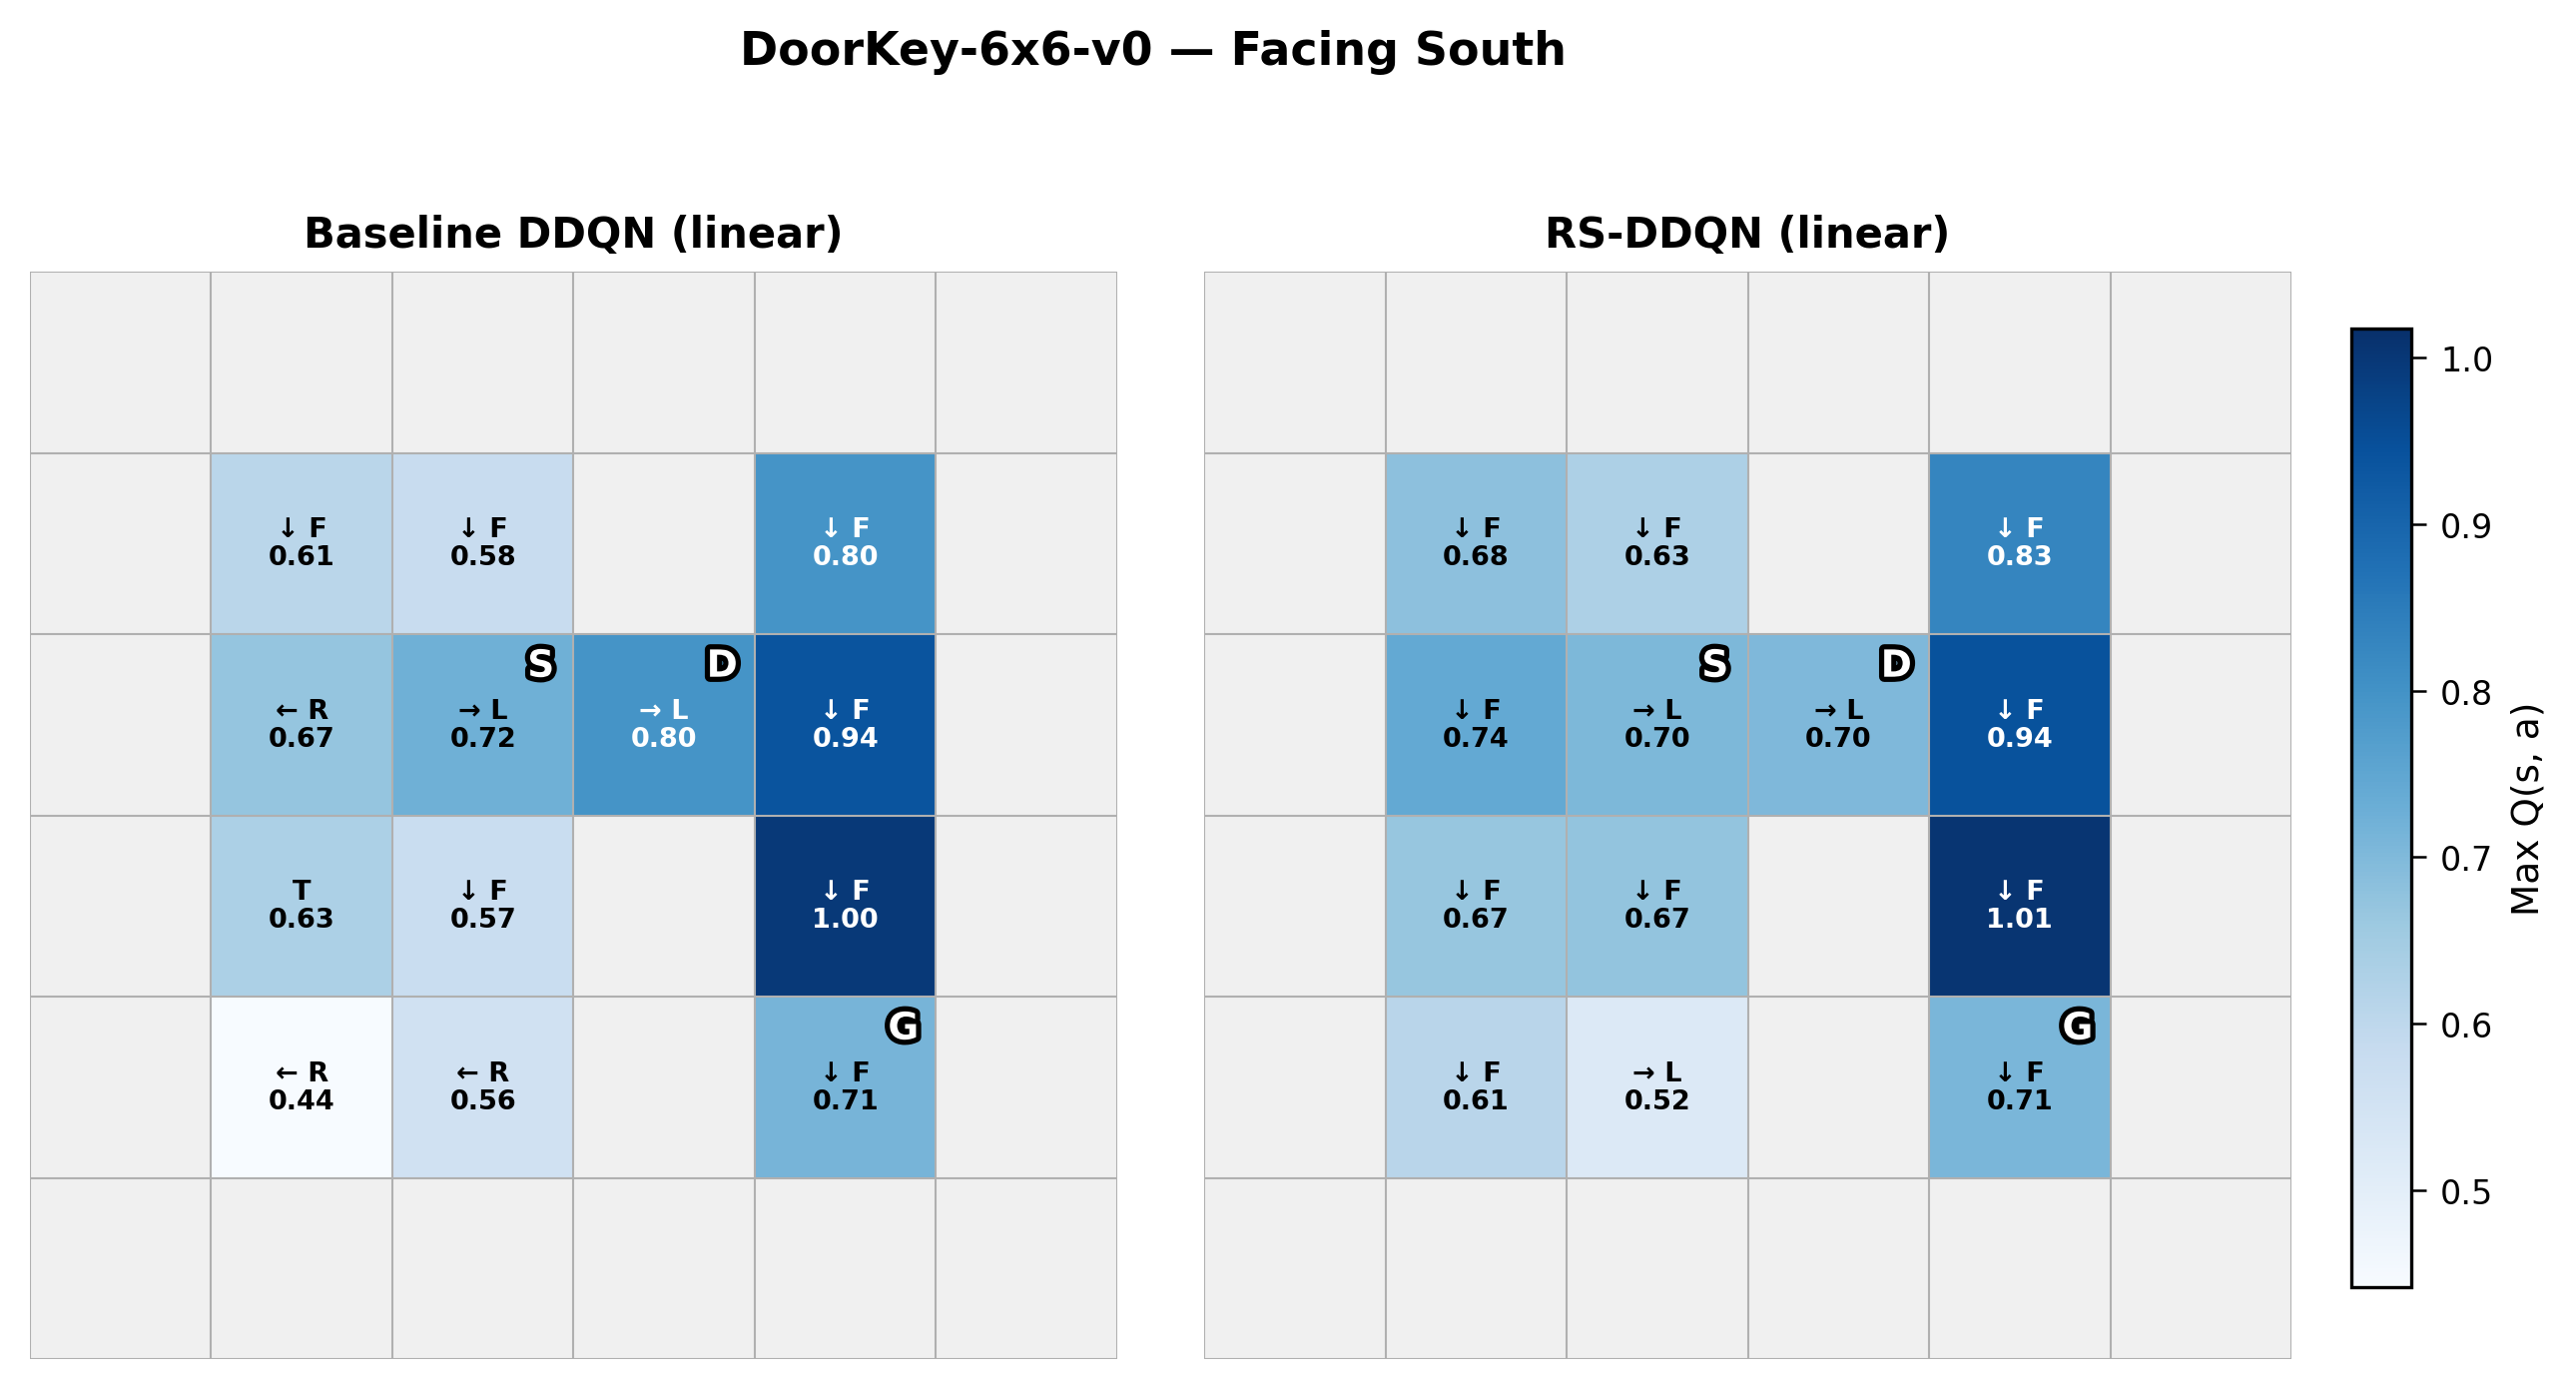 DoorKey-6x6-v0 — Facing South
Baseline DDQN (linear)
↓ F
0.61
↓ F
0.58
↓ F
0.80
← R
0.67
S
→ L
0.72
D
→ L
0.80
↓ F
0.94
T
0.63
↓ F
0.57
↓ F
1.00
← R
0.44
← R
0.56
G
↓ F
0.71
RS-DDQN (linear)
↓ F
0.68
↓ F
0.63
↓ F
0.83
↓ F
0.74
S
→ L
0.70
D
→ L
0.70
↓ F
0.94
↓ F
0.67
↓ F
0.67
↓ F
1.01
↓ F
0.61
→ L
0.52
G
↓ F
0.71
1.0
0.9
0.8
0.7
0.6
0.5
Max Q(s, a)